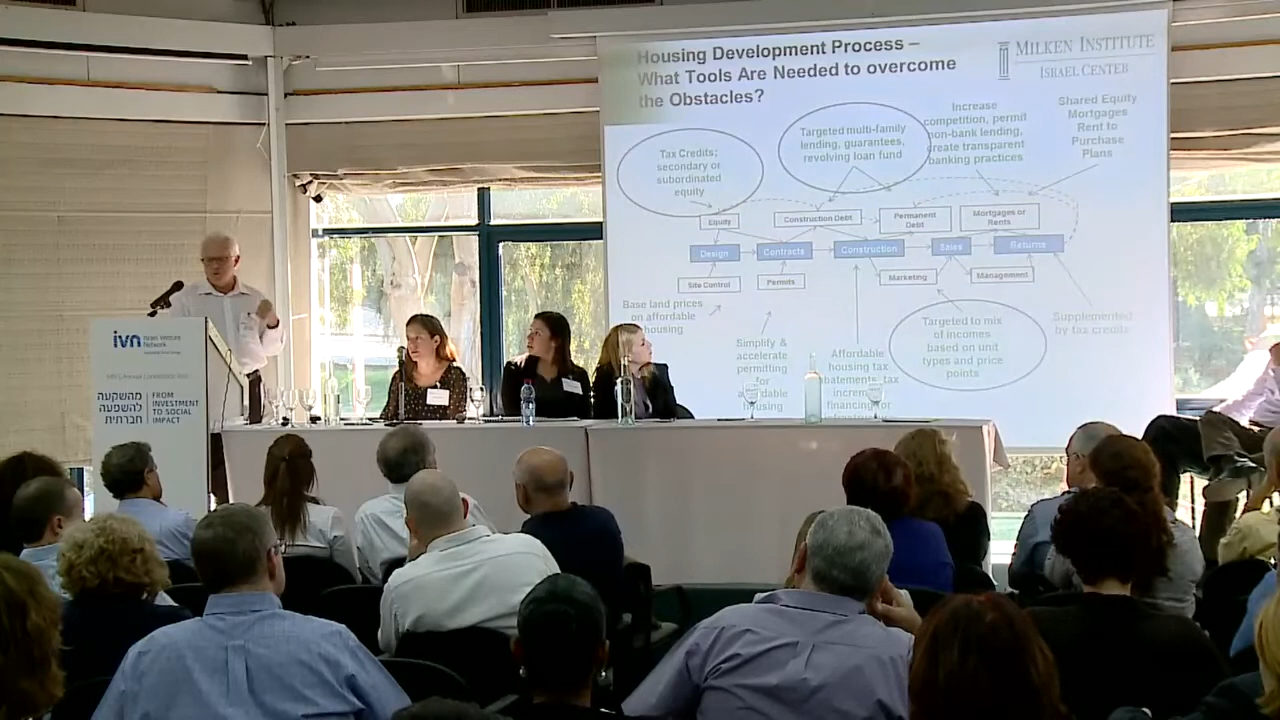 Housing Development Process –
What Tools Are Needed to overcome
the Obstacles?
MILKEN INSTITUTE
ISRAEL CENTER
Tax Credits;
secondary or
subordinated
equity
Targeted multi-family
lending, guarantees,
revolving loan fund
Increase
competition, permit
non-bank lending,
create transparent
banking practices
Shared Equity
Mortgages
Rent to
Purchase
Plans
Equity
Construction Debt
Permanent
Debt
Mortgages or
Rents
Design
Contracts
Construction
Sales
Returns
Site Control
Permits
Marketing
Management
Base land prices
on affordable
housing
Simplify &
accelerate
permitting
for
affordable
housing
Affordable
housing tax
abatements, tax
increment
financing for
Targeted to mix
of incomes
based on unit
types and price
points
Supplemented
by tax credits
ivn
Israel Venture
Network
מהשקעה
להשפעה
חברתית
FROM
INVESTMENT
TO SOCIAL
IMPACT